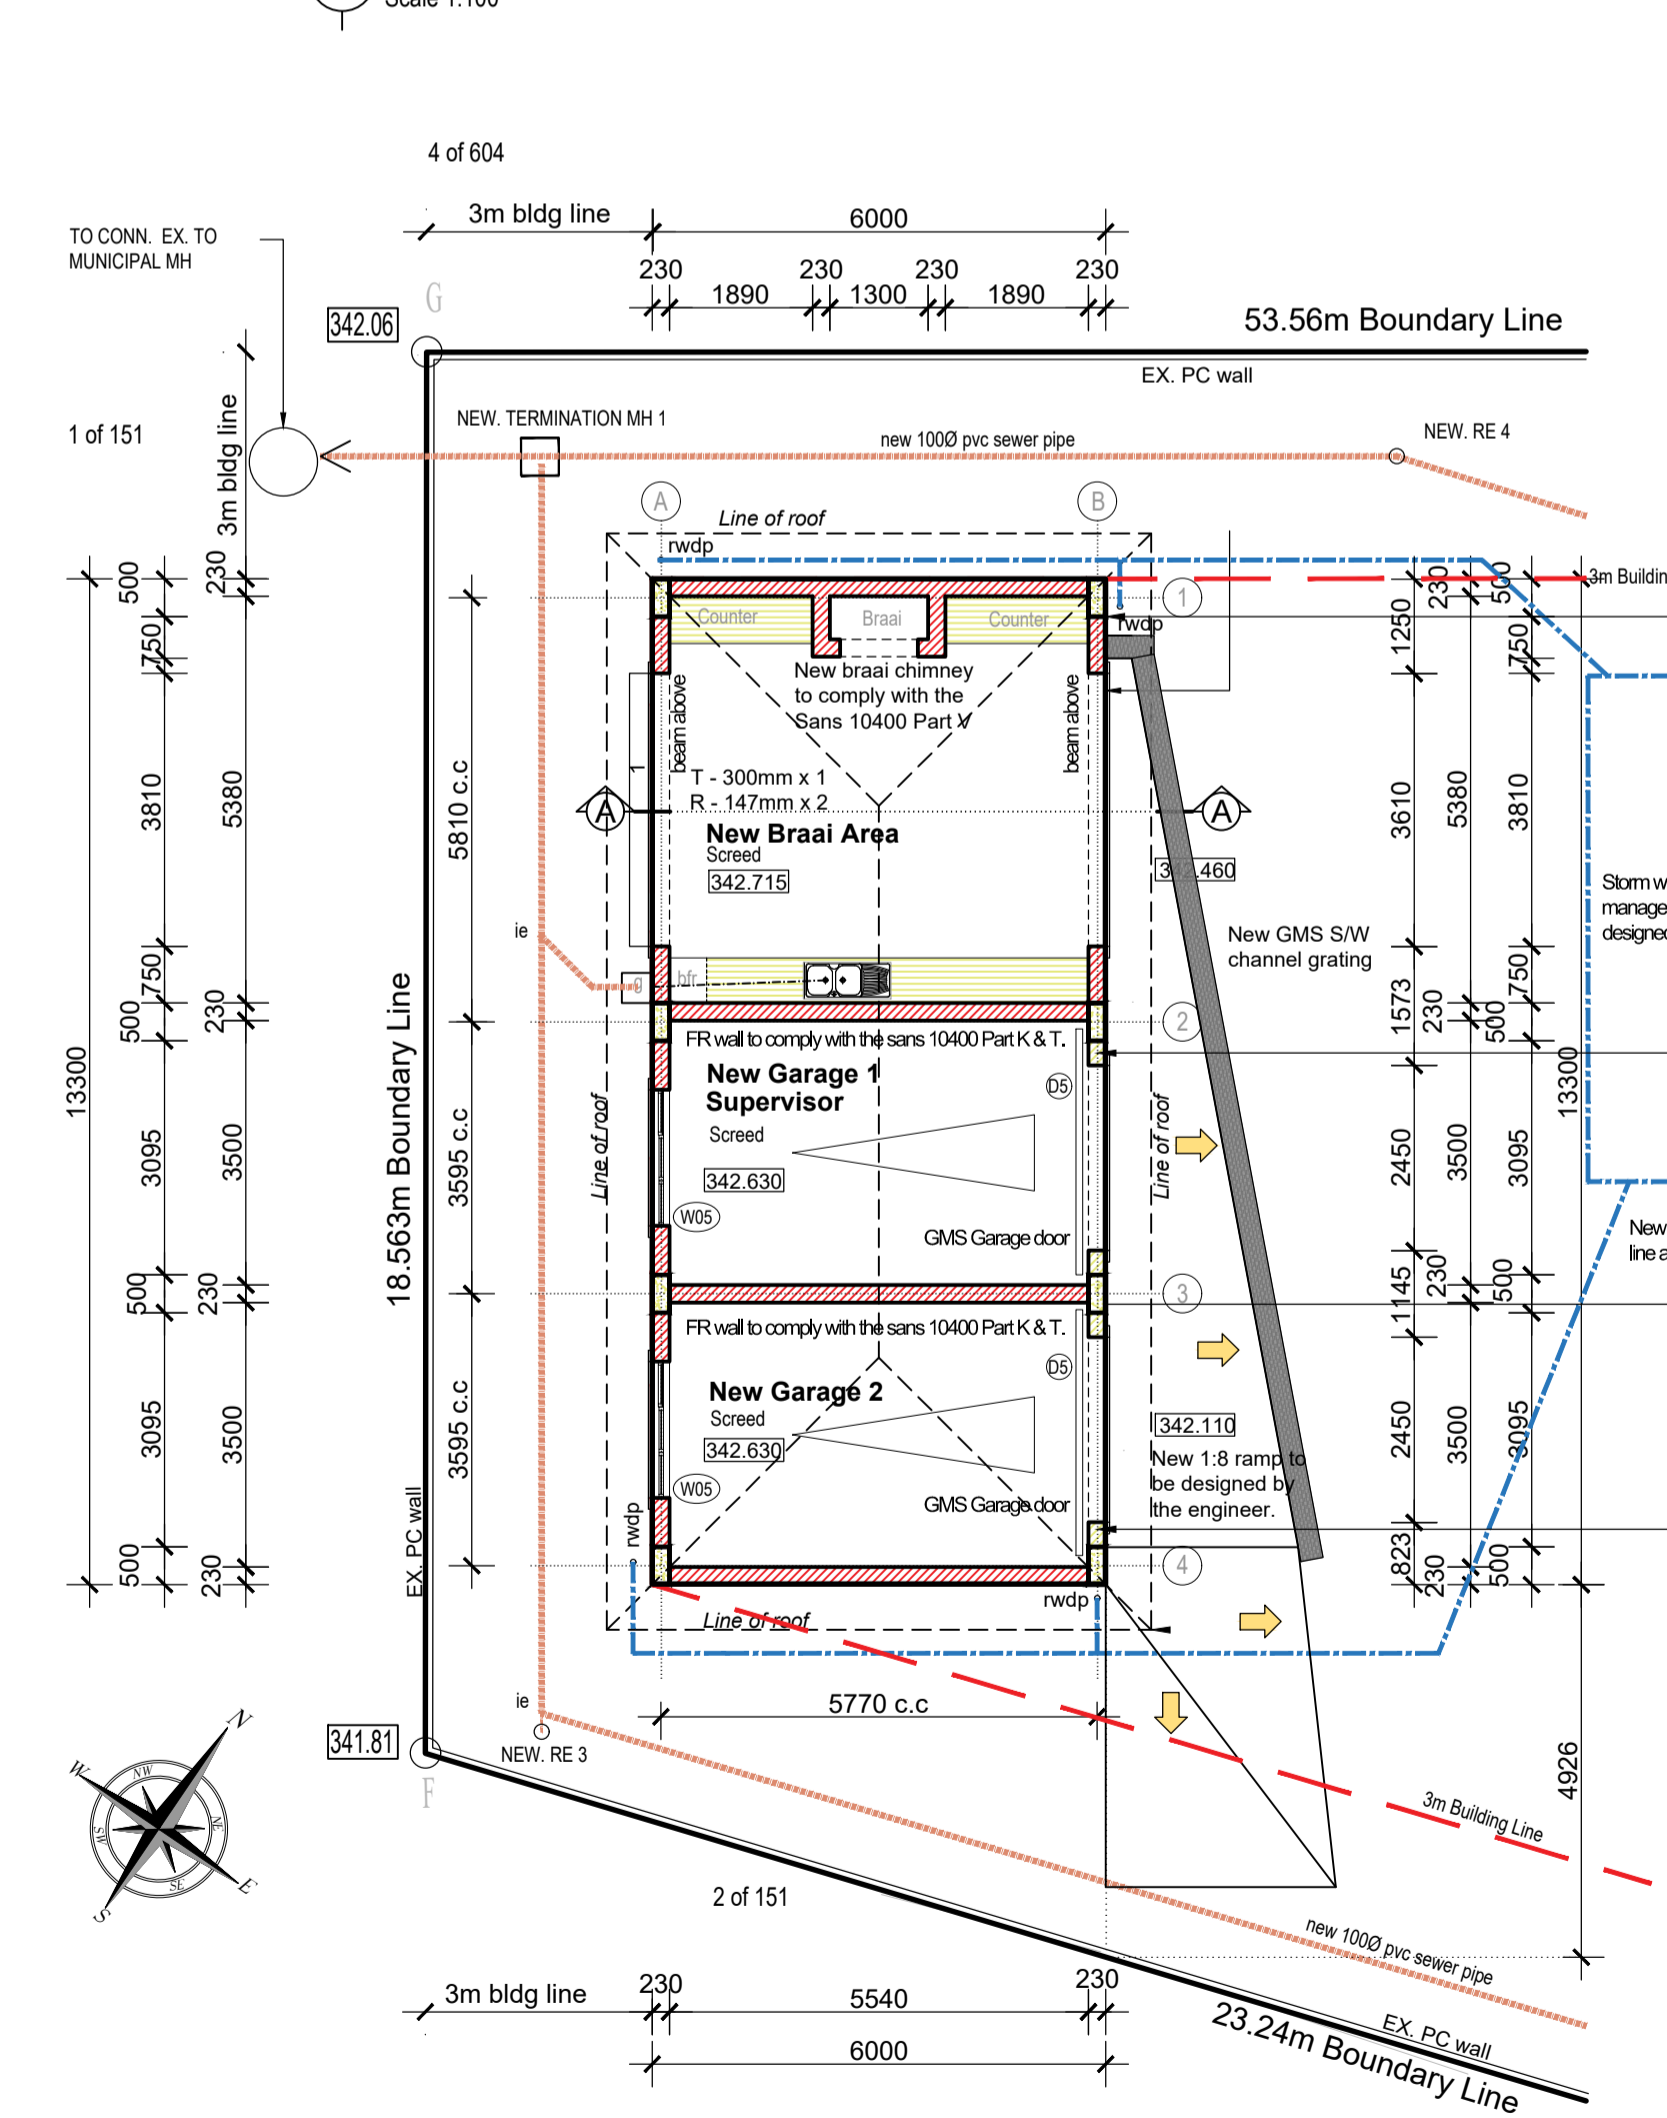 Scale 1:100
4 of 604
3m bldg line
6000
TO CONN. EX. TO
MUNICIPAL MH
230
230
230
230
1890
1300
1890
G
342.06
53.56m Boundary Line
EX. PC wall
NEW. TERMINATION MH 1
new 100Ø pvc sewer pipe
NEW. RE 4
1 of 151
3m bldg line
A
B
Line of roof
rwdp
500
230
1
230
500
3m Buildin
Counter
Braai
Counter
rwdp
750
1250
750
New braai chimney
to comply with the
Sans 10400 Part V
beam above
beam above
1
T - 300mm x 1
R - 147mm x 2
A
A
3810
5380
5810 c.c
3610
5380
3810
New Braai Area
Screed
342.715
342.460
Storm w
manage
designed
New GMS S/W
channel grating
ie
g
bfr.
750
500
230
1573
230
750
500
2
18.563m Boundary Line
FR wall to comply with the sans 10400 Part K & T.
New Garage 1
Supervisor
D5
Screed
342.630
W05
GMS Garage door
Line of roof
Line of roof
13300
3095
3500
3595 c.c
2450
3500
3095
13300
New
line a
500
230
3
1145
230
500
FR wall to comply with the sans 10400 Part K & T.
D5
New Garage 2
Screed
342.630
W05
GMS Garage door
342.110
New 1:8 ramp to
be designed by
the engineer.
3095
3500
3595 c.c
2450
3500
3095
EX. PC wall
rwdp
500
230
4
823
230
500
rwdp
Line of roof
5770 c.c
ie
NEW. RE 3
341.81
F
N
NW
W
NE
SW
SE
E
S
4926
3m Building Line
2 of 151
new 100Ø pvc sewer pipe
3m bldg line
230
5540
230
6000
EX. PC wall
23.24m Boundary Line